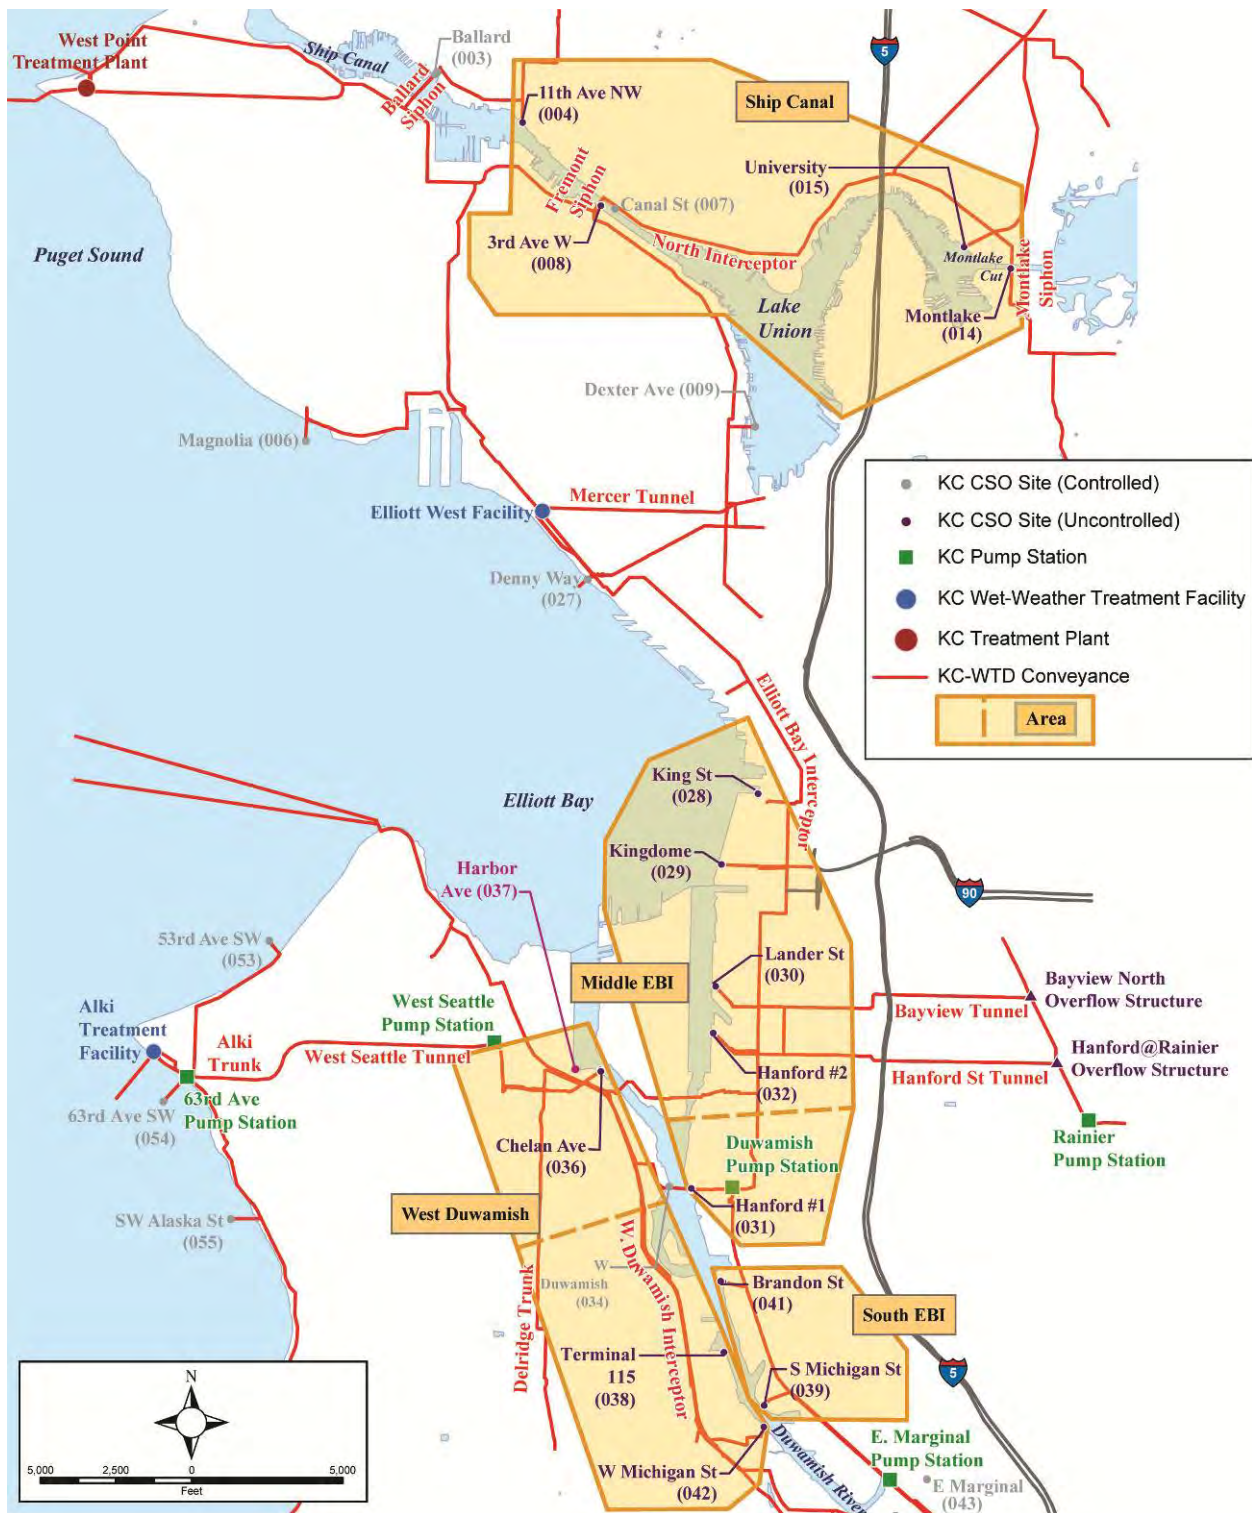 West Point
Treatment Plant
Ship Canal
Ballard
(003)
Ballard
Siphon
11th Ave NW
(004)
Ship Canal
5
University
(015)
Fremont
Siphon
Canal St (007)
3rd Ave W
(008)
North Interceptor
Montlake
Cut
Montlake
Siphon
Puget Sound
Lake
Union
Montlake
(014)
Dexter Ave (009)
Magnolia (006)
Mercer Tunnel
Elliott West Facility
Denny Way
(027)
KC CSO Site (Controlled)
KC CSO Site (Uncontrolled)
KC Pump Station
KC Wet-Weather Treatment Facility
KC Treatment Plant
KC-WTD Conveyance
Area
Elliott Bay Interceptor
King St
(028)
Elliott Bay
Kingdome
(029)
Harbor
Ave (037)
90
53rd Ave SW
(053)
Lander St
(030)
Middle EBI
Bayview North
Overflow Structure
Bayview Tunnel
West Seattle
Pump Station
Alki
Treatment
Facility
Alki
Trunk
West Seattle Tunnel
Hanford@Rainier
Overflow Structure
Hanford #2
(032)
Hanford St Tunnel
63rd Ave SW
(054)
63rd Ave
Pump Station
Chelan Ave
(036)
Duwamish
Pump Station
Rainier
Pump Station
West Duwamish
Hanford #1
(031)
SW Alaska St
(055)
W
Duwamish
(034)
W. Duwamish Interceptor
Delridge Trunk
Brandon St
(041)
South EBI
Terminal
115
(038)
S Michigan St
(039)
5
N
5,000
2,500
0
5,000
Feet
E. Marginal
Pump Station
W Michigan St
(042)
Duwamish River
E Marginal
(043)